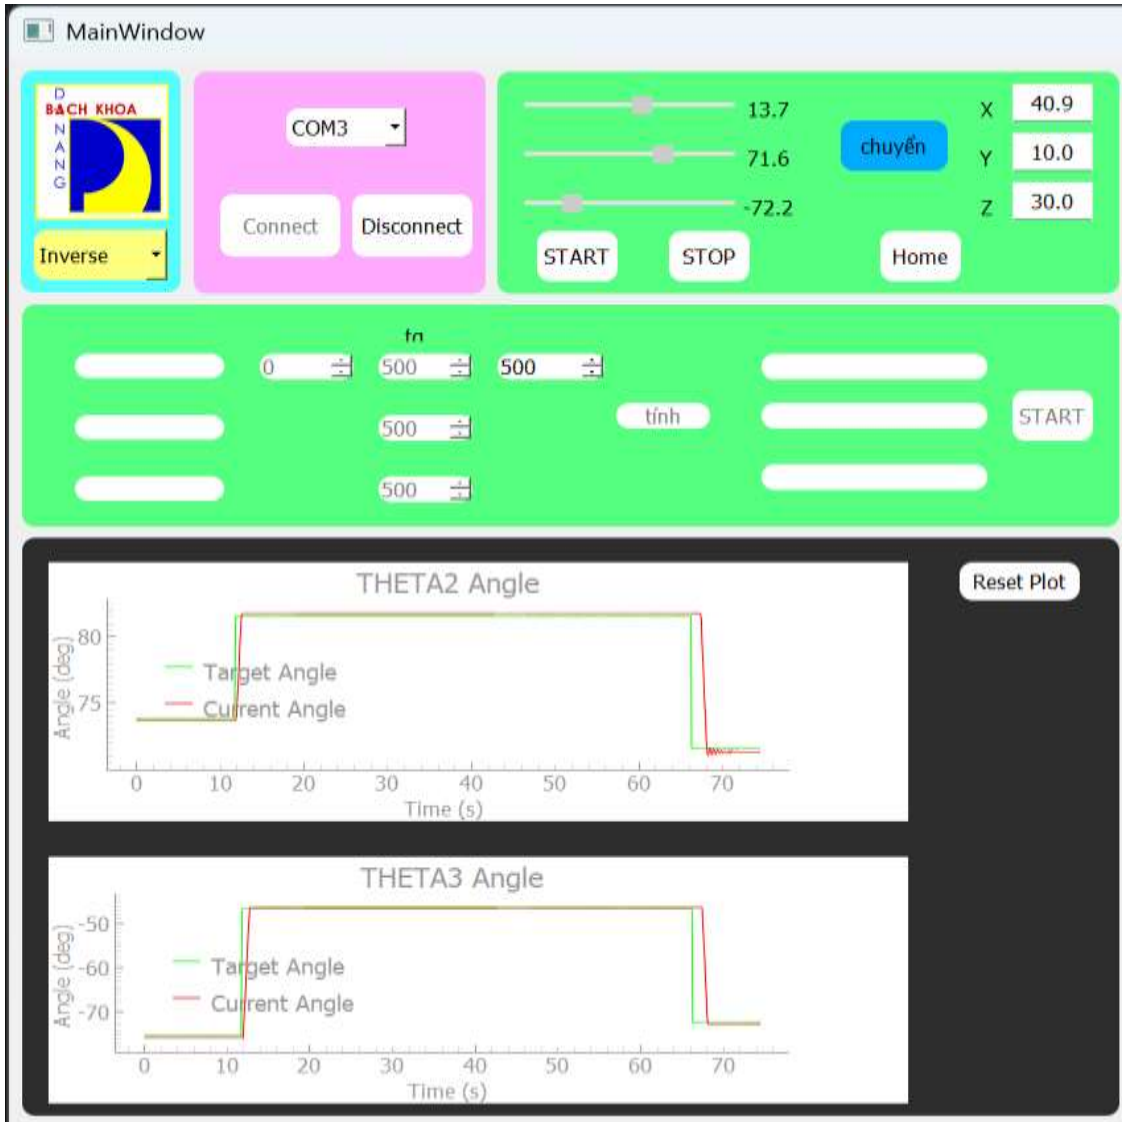 MainWindow
D
BACH KHOA
N
A
N
G
Inverse
COM3
Connect
Disconnect
13.7
71.6
-72.2
chuyển
X
40.9
Y
10.0
Z
30.0
START
STOP
Home
0
500
500
500
500
tính
START
Reset Plot
THETA2 Angle
Angle (deg)
80
75
Target Angle
Current Angle
0 10 20 30 40 50 60 70
Time (s)
THETA3 Angle
Angle (deg)
-50
-60
-70
Target Angle
Current Angle
0 10 20 30 40 50 60 70
Time (s)